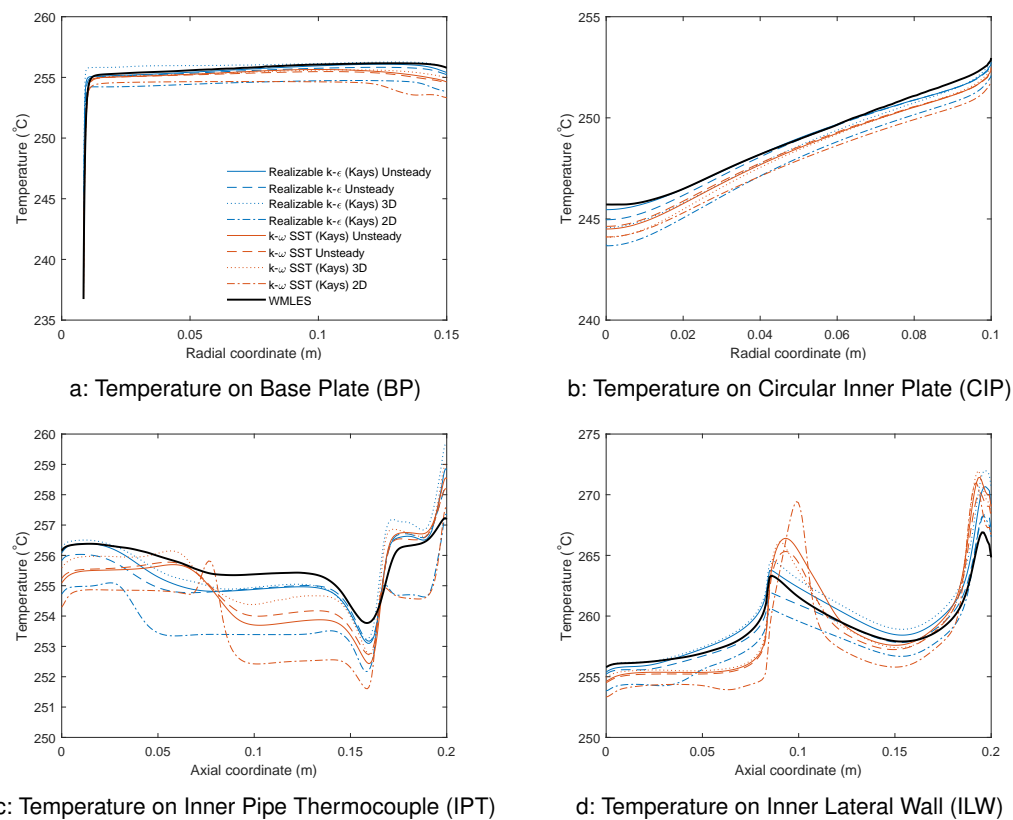 260
255
250
245
240
235
Temperature (°C)
0
0.05
0.1
0.15
Radial coordinate (m)
Realizable k-ϵ (Kays) Unsteady
Realizable k-ϵ Unsteady
Realizable k-ϵ (Kays) 3D
Realizable k-ϵ (Kays) 2D
k-ω SST (Kays) Unsteady
k-ω SST Unsteady
k-ω SST (Kays) 3D
k-ω SST (Kays) 2D
WMLES
a: Temperature on Base Plate (BP)
255
250
245
240
Temperature (°C)
0
0.02
0.04
0.06
0.08
0.1
Radial coordinate (m)
b: Temperature on Circular Inner Plate (CIP)
260
259
258
257
256
255
254
253
252
251
250
Temperature (°C)
0
0.05
0.1
0.15
0.2
Axial coordinate (m)
c: Temperature on Inner Pipe Thermocouple (IPT)
275
270
265
260
255
250
Temperature (°C)
0
0.05
0.1
0.15
0.2
Axial coordinate (m)
d: Temperature on Inner Lateral Wall (ILW)